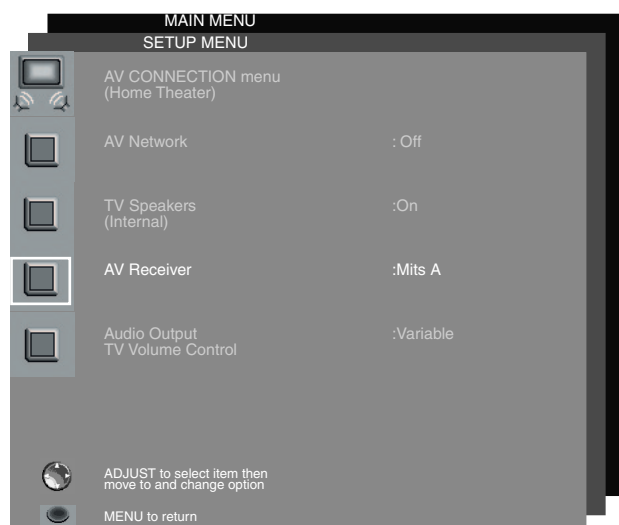 MAIN MENU
SETUP MENU
AV CONNECTION menu
(Home Theater)
AV Network : Off
TV Speakers :On
(Internal)
AV Receiver :Mits A
Audio Output :Variable
TV Volume Control
ADJUST to select item then
move to and change option
MENU to return